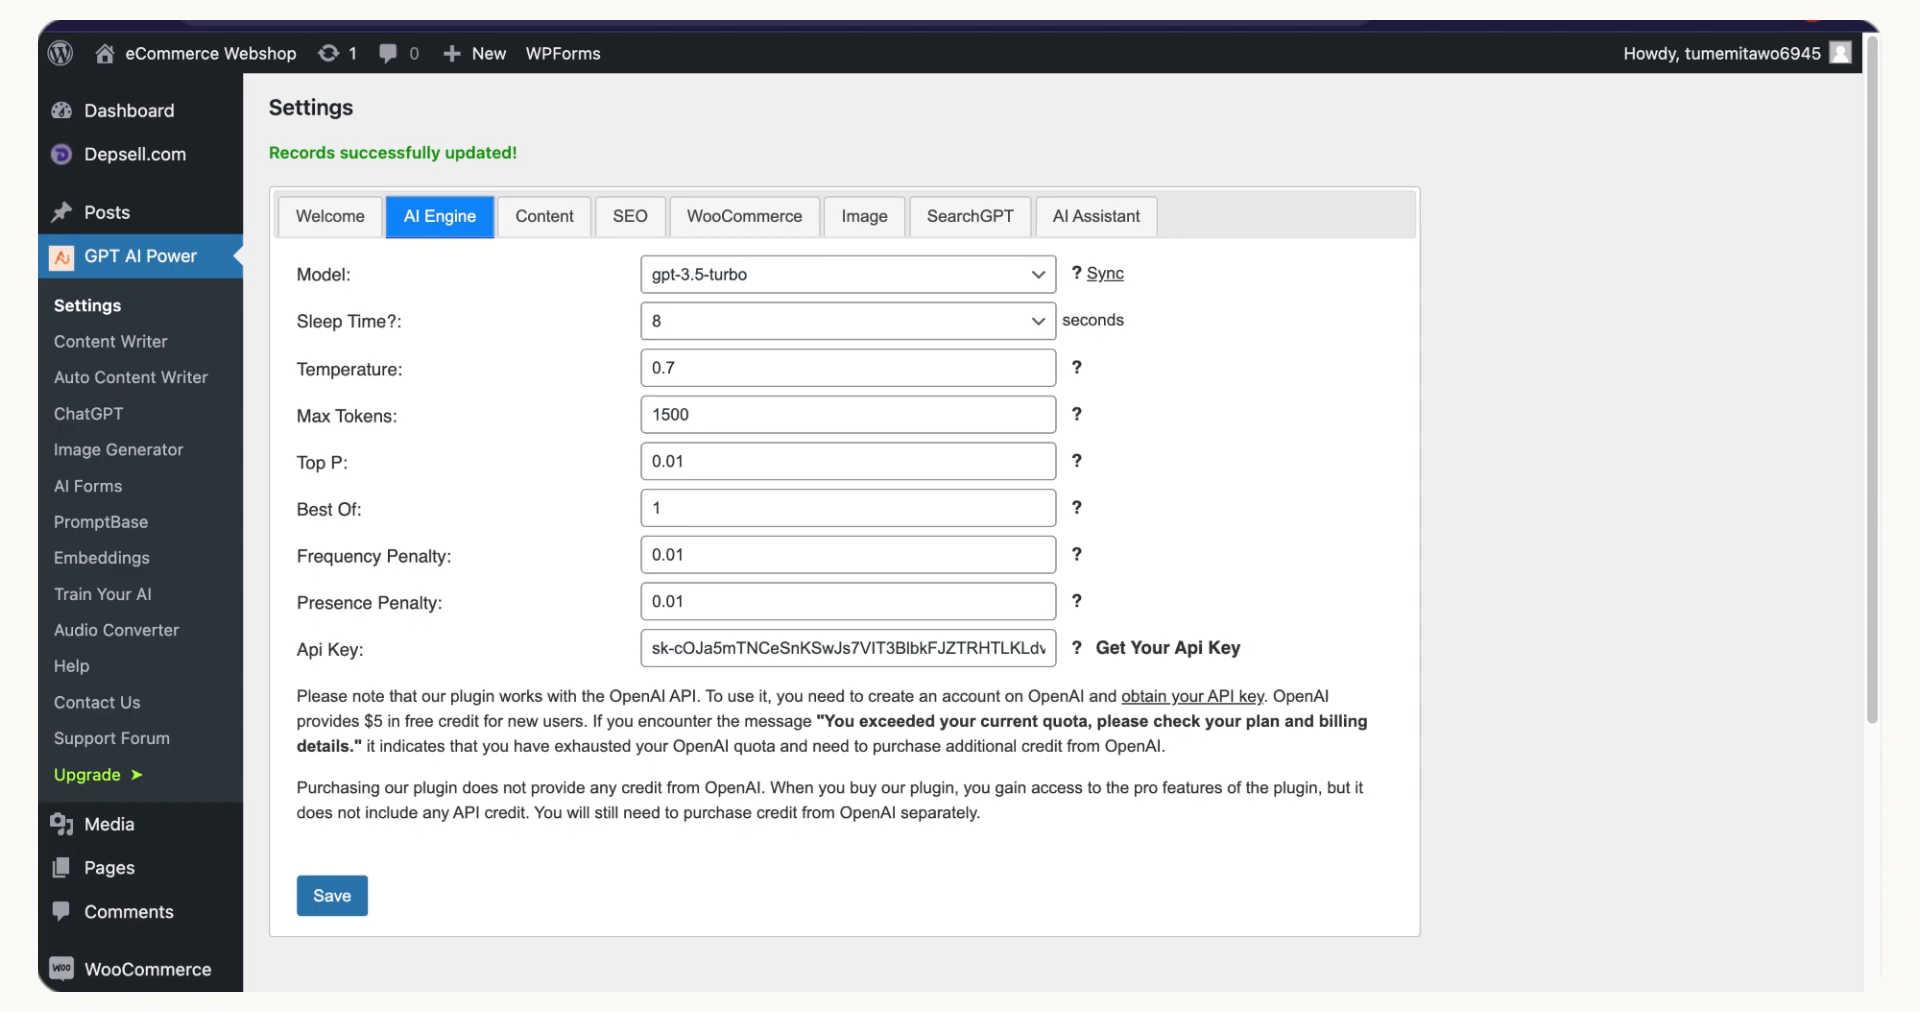 eCommerce Webshop 1 0 New WPForms Howdy, tumemitawo6945
Dashboard
Depsell.com
Posts
GPT AI Power
Settings
Content Writer
Auto Content Writer
ChatGPT
Image Generator
AI Forms
PromptBase
Embeddings
Train Your AI
Audio Converter
Help
Contact Us
Support Forum
Upgrade ➤
Media
Pages
Comments
WOO WooCommerce
Settings
Records successfully updated!
Welcome AI Engine Content SEO WooCommerce Image SearchGPT AI Assistant
Model: gpt-3.5-turbo ? Sync
Sleep Time?: 8 seconds
Temperature: 0.7 ?
Max Tokens: 1500 ?
Top P: 0.01 ?
Best Of: 1 ?
Frequency Penalty: 0.01 ?
Presence Penalty: 0.01 ?
Api Key: ? Get Your Api Key
Please note that our plugin works with the OpenAI API. To use it, you need to create an account on OpenAI and obtain your API key. OpenAI
provides $5 in free credit for new users. If you encounter the message "You exceeded your current quota, please check your plan and billing
details." it indicates that you have exhausted your OpenAI quota and need to purchase additional credit from OpenAI.
Purchasing our plugin does not provide any credit from OpenAI. When you buy our plugin, you gain access to the pro features of the plugin, but it
does not include any API credit. You will still need to purchase credit from OpenAI separately.
Save